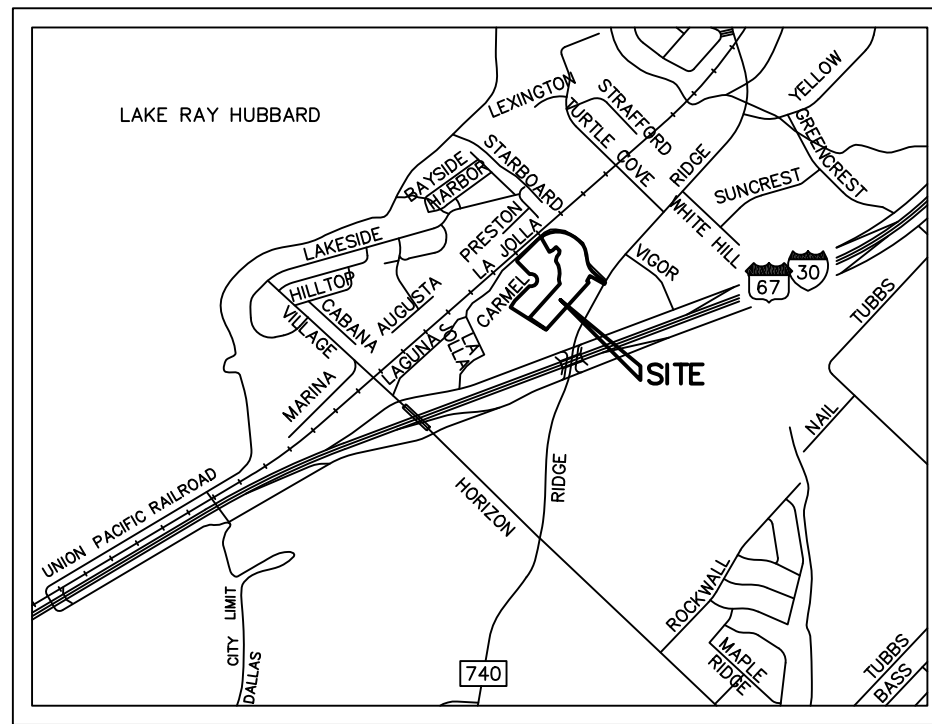 LAKE RAY HUBBARD
LEXINGTON
STRAFFORD
YELLOW
TURTLE COVE
GREENCREST
STARBOARD
RIDGE
BAYSIDE
HARBOR
SUNCREST
WHITE HILL
PRESTON
LAKESIDE
LA JOLLA
VIGOR
30
67
HILLTOP
CARMEL
TUBBS
CABANA
AUGUSTA
VILLAGE
LAGUNA
LA
JOLLA
SITE
MARINA
NAIL
UNION PACIFIC RAILROAD
HORIZON
RIDGE
ROCKWALL
CITY LIMIT
DALLAS
740
MAPLE
RIDGE
TUBBS
BASS